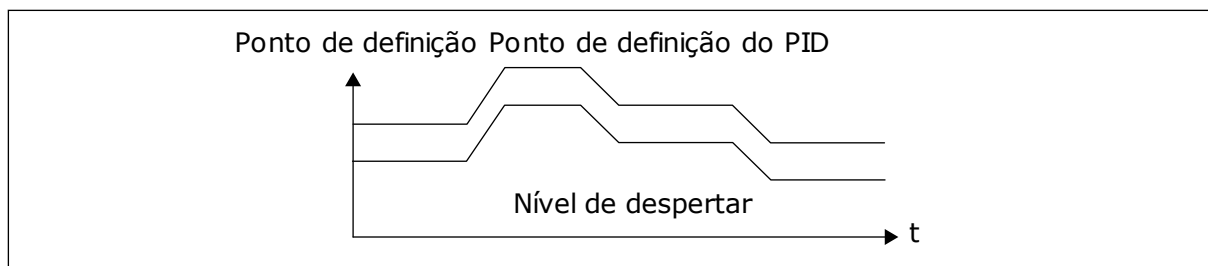 Ponto de definição Ponto de definição do PID
Nível de despertar
t